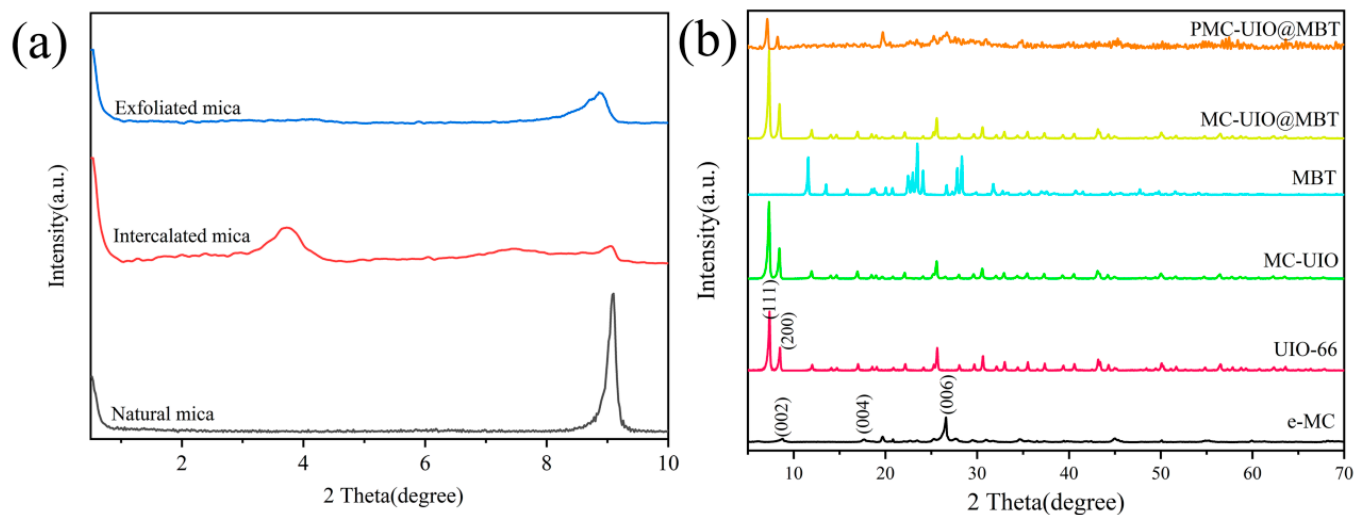 (a)
Intensity(a.u.)
Exfoliated mica
Intercalated mica
Natural mica
2 4 6 8 10
2 Theta(degree)
(b)
Intensity(a.u.)
PMC-UIO@MBT
MC-UIO@MBT
MBT
MC-UIO
(111)
(200)
UIO-66
(002)
(004)
(006)
e-MC
10 20 30 40 50 60 70
2 Theta(degree)